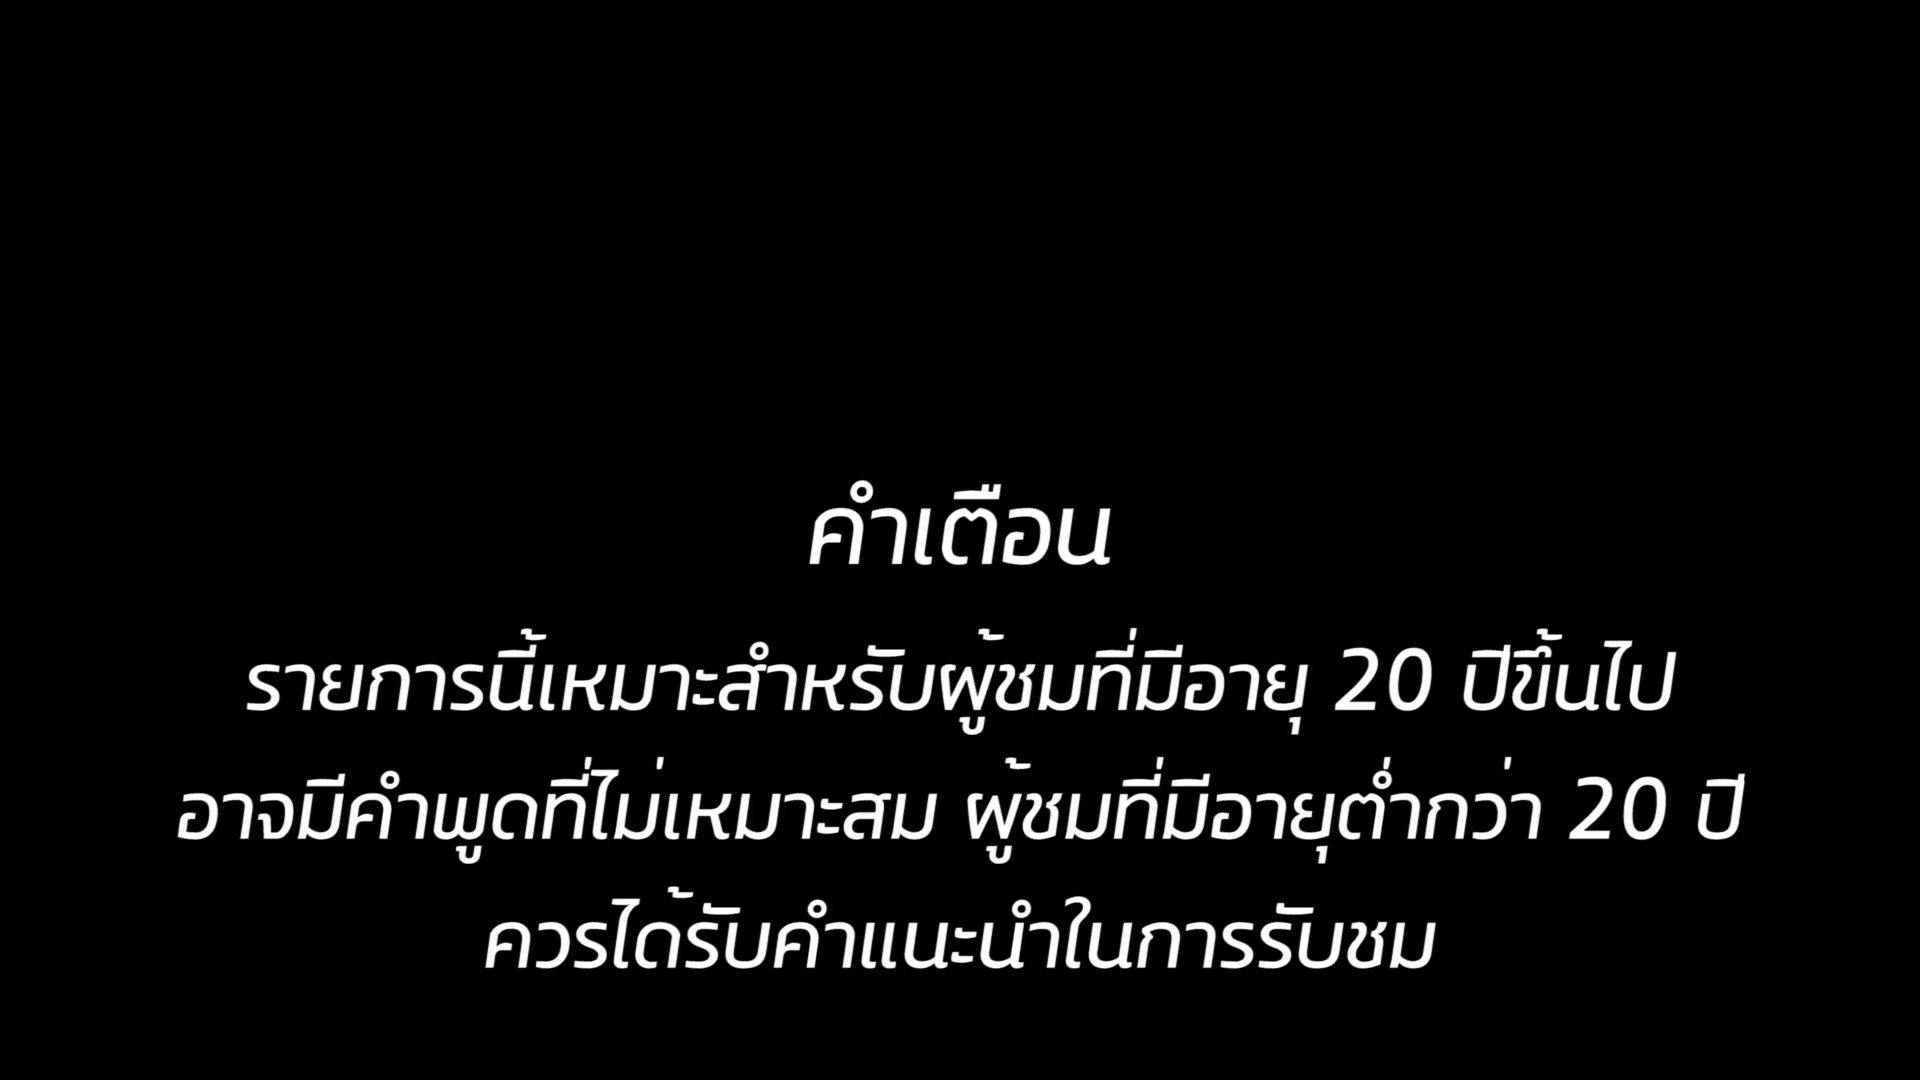 คำเตือน
รายการนี้เหมาะสำหรับผู้ชมที่มีอายุ 20 ปีขึ้นไป
อาจมีคำพูดที่ไม่เหมาะสม ผู้ชมที่มีอายุต่ำกว่า 20 ปี
ควรได้รับคำแนะนำในการรับชม